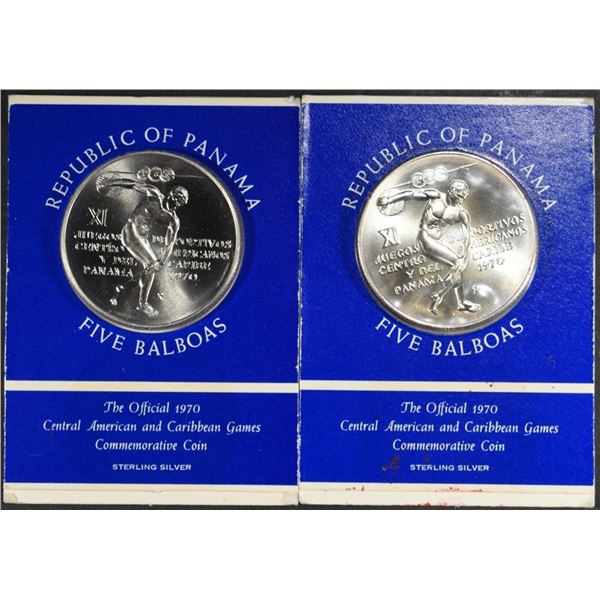 REPUBLIC OF PANAMA
XI
JUEGOS DEPORTIVOS
CENTRO AMERICANOS
Y DEL CARIBE
PANAMA 1970
FIVE BALBOAS
The Official 1970
Central American and Caribbean Games
Commemorative Coin
STERLING SILVER
REPUBLIC OF PANAMA
XI
JUEGOS DEPORTIVOS
CENTRO AMERICANOS
Y DEL CARIBE
PANAMA 1970
FIVE BALBOAS
The Official 1970
Central American and Caribbean Games
Commemorative Coin
STERLING SILVER